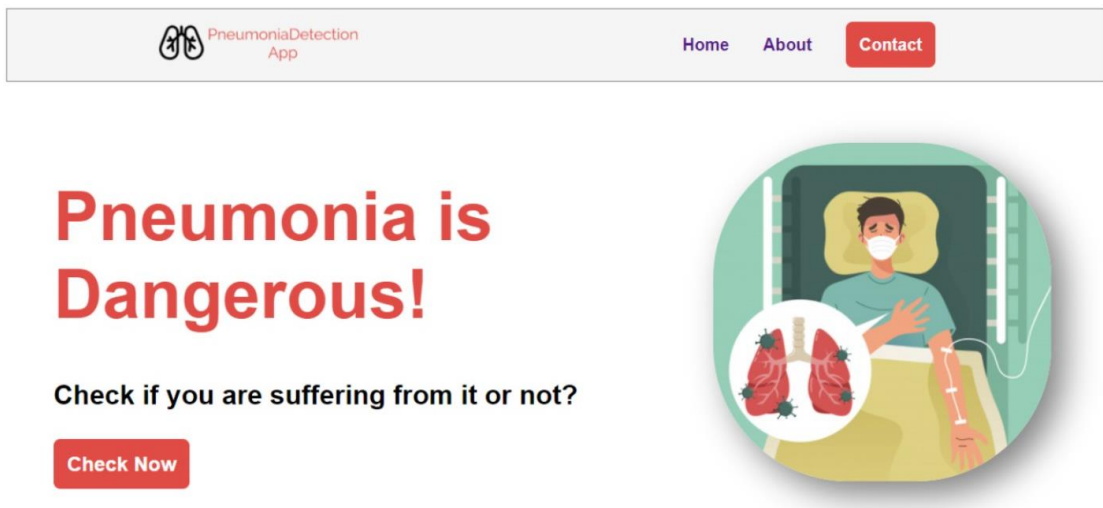 PneumoniaDetection
App
Home
About
Contact
Pneumonia is
Dangerous!
Check if you are suffering from it or not?
Check Now